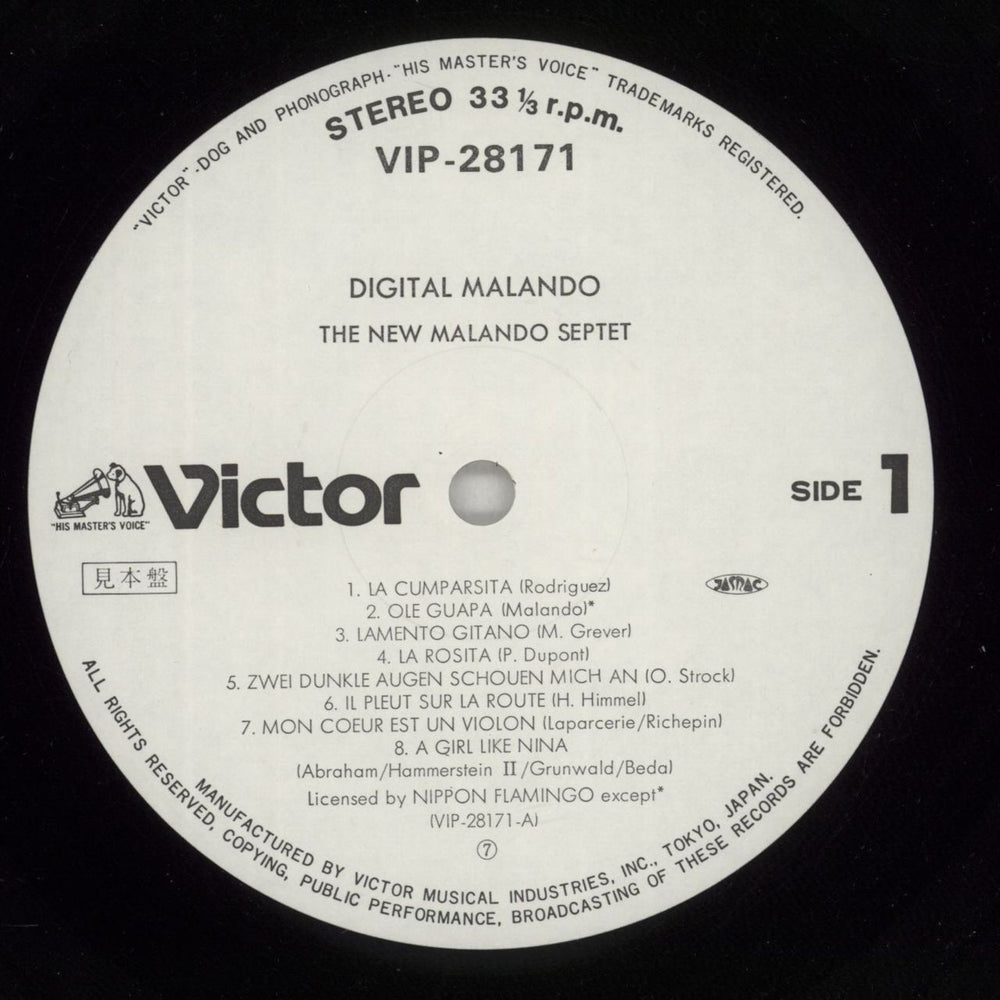 "VICTOR"-DOG AND PHONOGRAPH·"HIS MASTER'S VOICE" TRADEMARKS REGISTERED.
STEREO 33⅓ r.p.m.
VIP-28171
DIGITAL MALANDO
THE NEW MALANDO SEPTET
Victor
"HIS MASTER'S VOICE"
SIDE 1
見本盤
JASRAC
1. LA CUMPARSITA (Rodriguez)
2. OLE GUAPA (Malando)*
3. LAMENTO GITANO (M. Grever)
4. LA ROSITA (P. Dupont)
5. ZWEI DUNKLE AUGEN SCHOUEN MICH AN (O. Strock)
6. IL PLEUT SUR LA ROUTE (H. Himmel)
7. MON COEUR EST UN VIOLON (Laparcerie/Richepin)
8. A GIRL LIKE NINA
(Abraham/Hammerstein II/Grunwald/Beda)
Licensed by NIPPON FLAMINGO except*
(VIP-28171-A)
⑦
MANUFACTURED BY VICTOR MUSICAL INDUSTRIES, INC., TOKYO, JAPAN.
ALL RIGHTS RESERVED, COPYING, PUBLIC PERFORMANCE, BROADCASTING OF THESE RECORDS ARE FORBIDDEN.